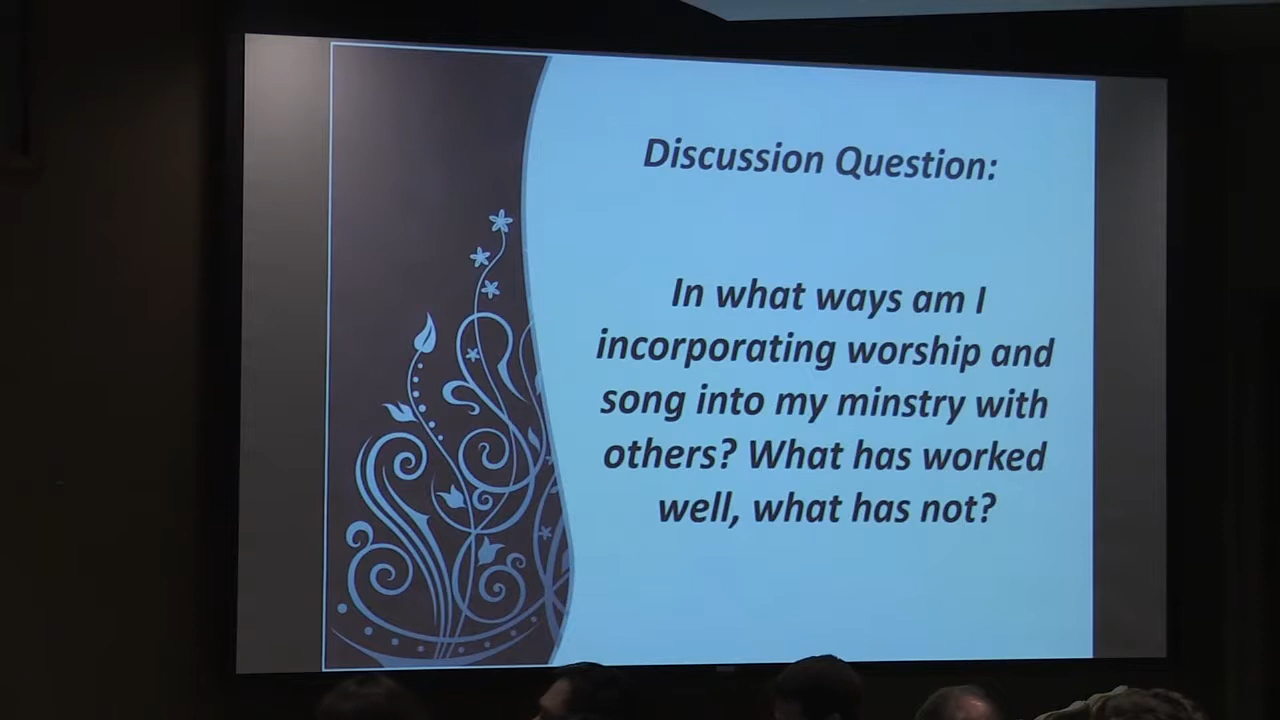 Discussion Question:
In what ways am I
incorporating worship and
song into my minstry with
others? What has worked
well, what has not?